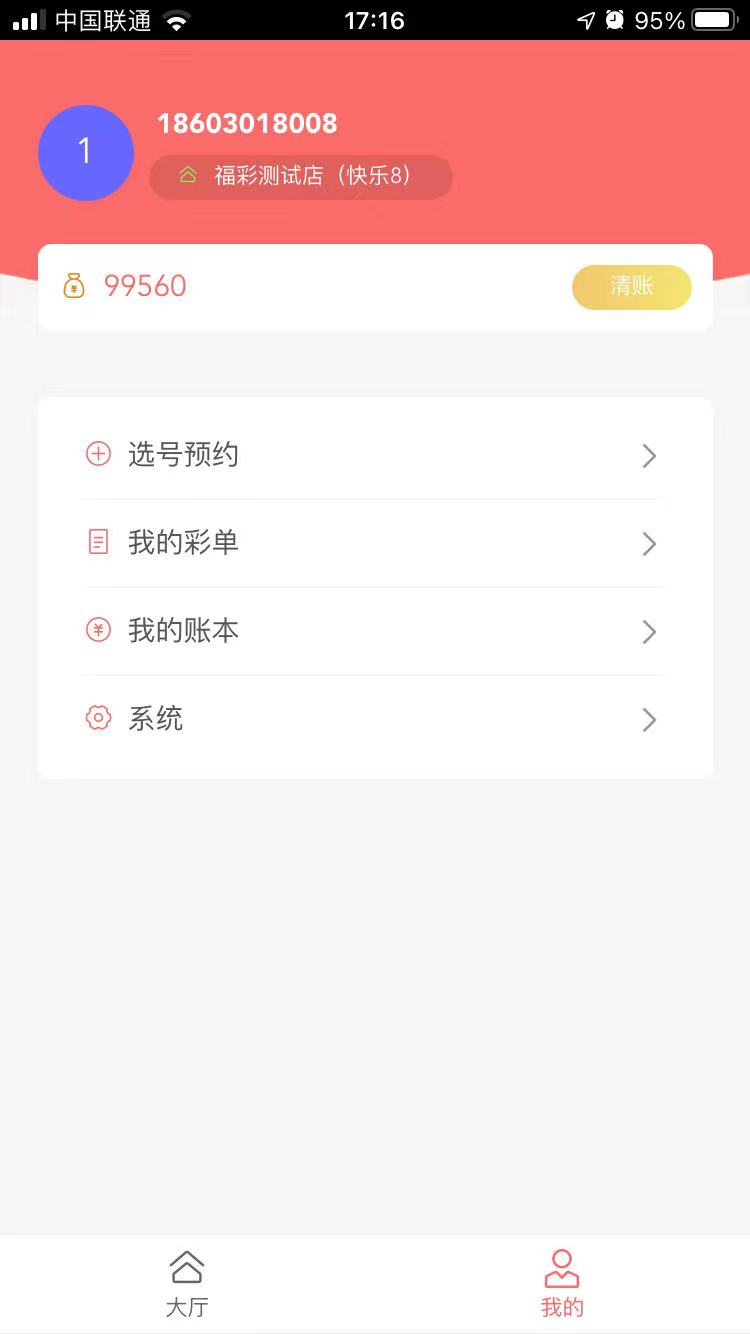 中国联通 17:16 95%
1
18603018008
福彩测试店（快乐8）
99560 清账
选号预约
我的彩单
我的账本
系统
大厅 我的